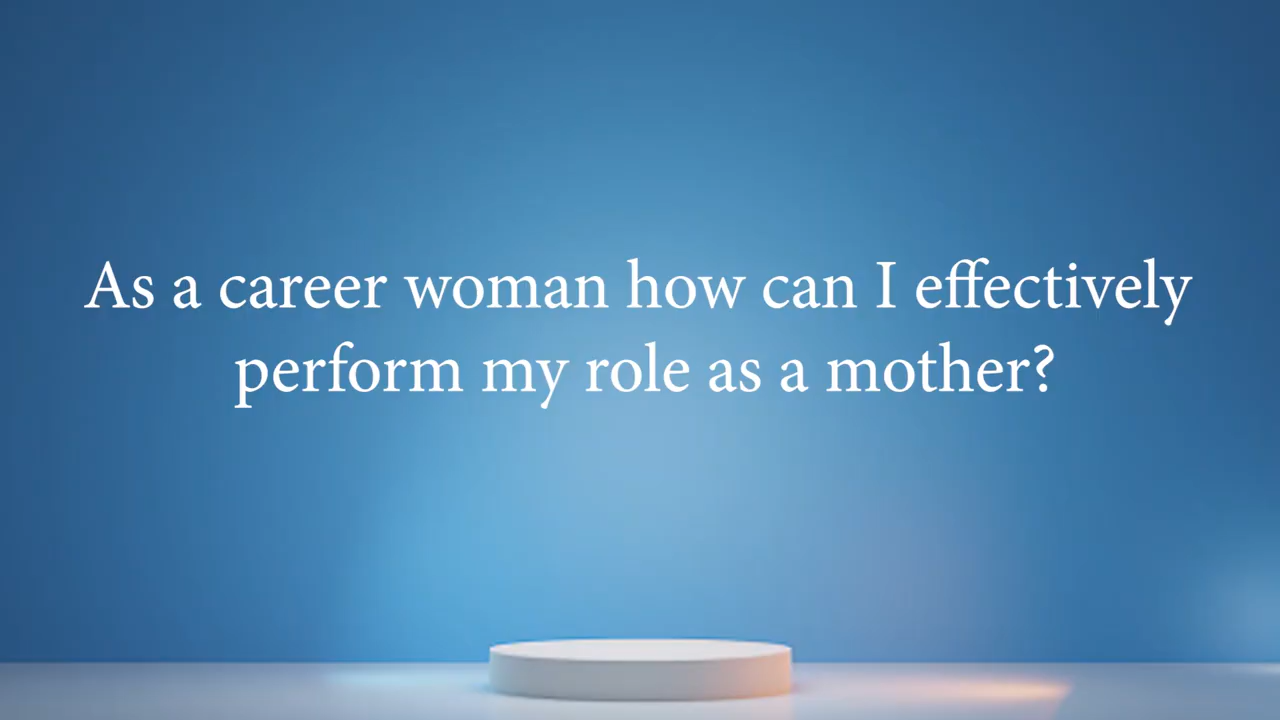 As a career woman how can I effectively
perform my role as a mother?